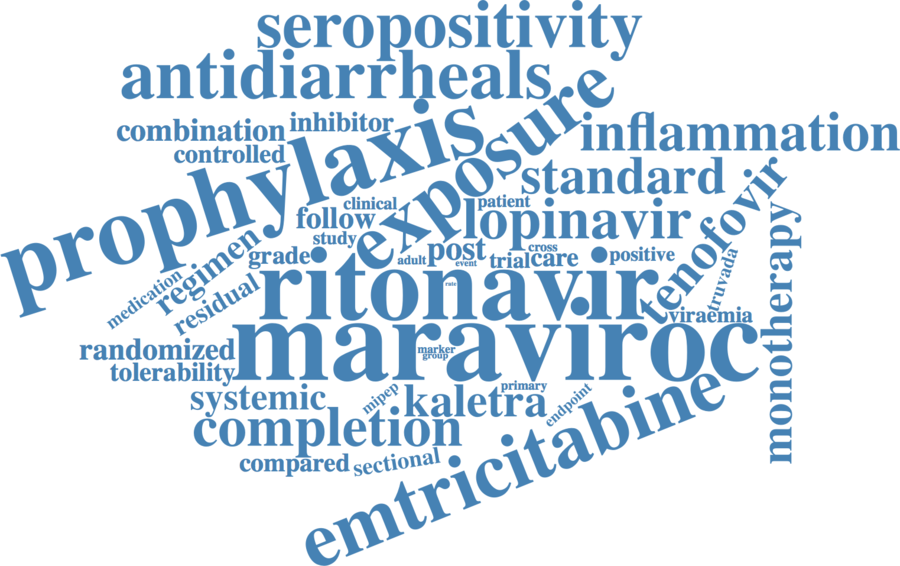 seropositivity
antidiarrheals
exposure
prophylaxis
combination
inhibitor
inflammation
controlled
standard
tenofovir
clinical
patient
follow
lopinavir
monotherapy
study
regimen
grade
post
cross
adult
event
trial
care
positive
medication
residual
ritonavir
rate
truvada
viraemia
randomized
maraviroc
marker
group
tolerability
systemic
mipep
kaletra
primary
endpoint
completion
emtricitabine
compared
sectional